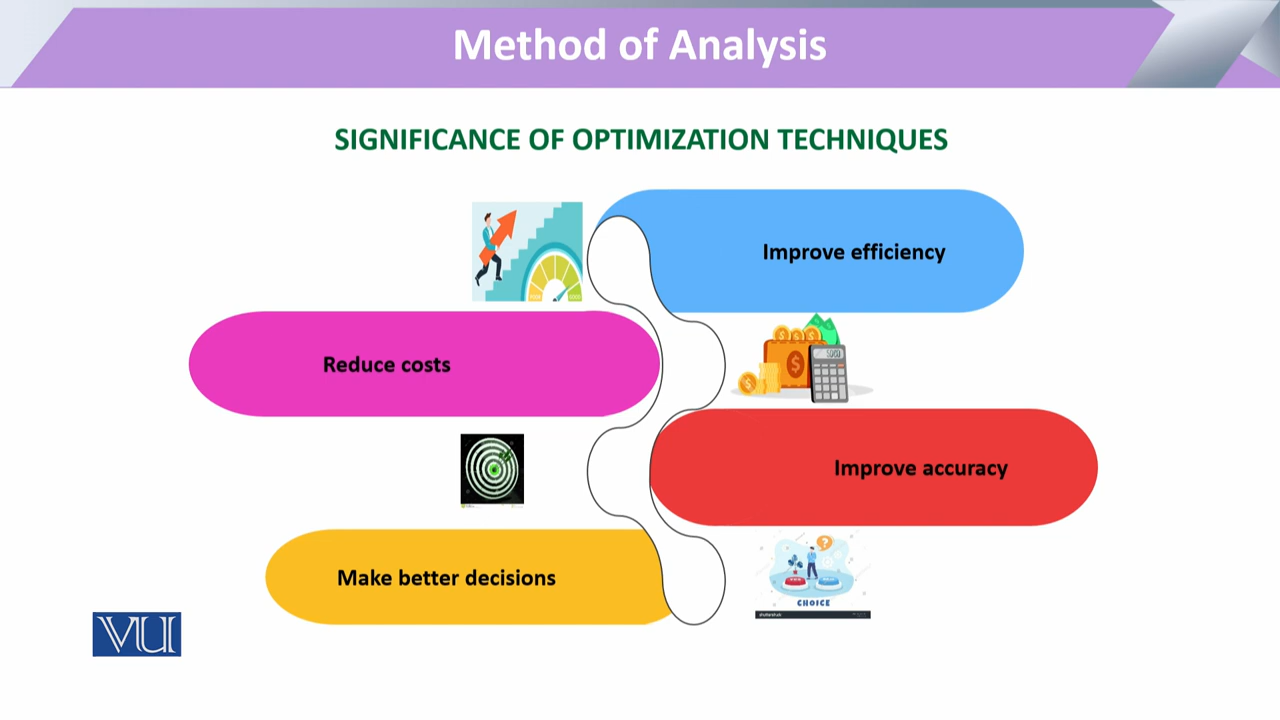 Method of Analysis
SIGNIFICANCE OF OPTIMIZATION TECHNIQUES
Improve efficiency
Reduce costs
Improve accuracy
Make better decisions
CHOICE
VU